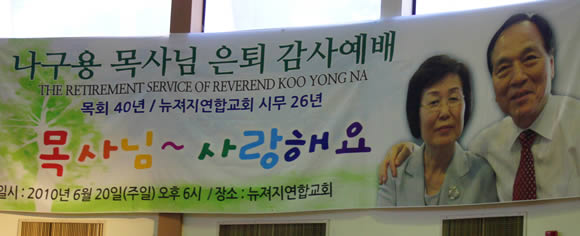 나구용 목사님 은퇴 감사예배
THE RETIREMENT SERVICE OF REVEREND KOO YONG NA
목회 40년 / 뉴져지연합교회 시무 26년
목사님~ 사랑해요
일시 : 2010년 6월 20일(주일) 오후 6시 / 장소 : 뉴져지연합교회